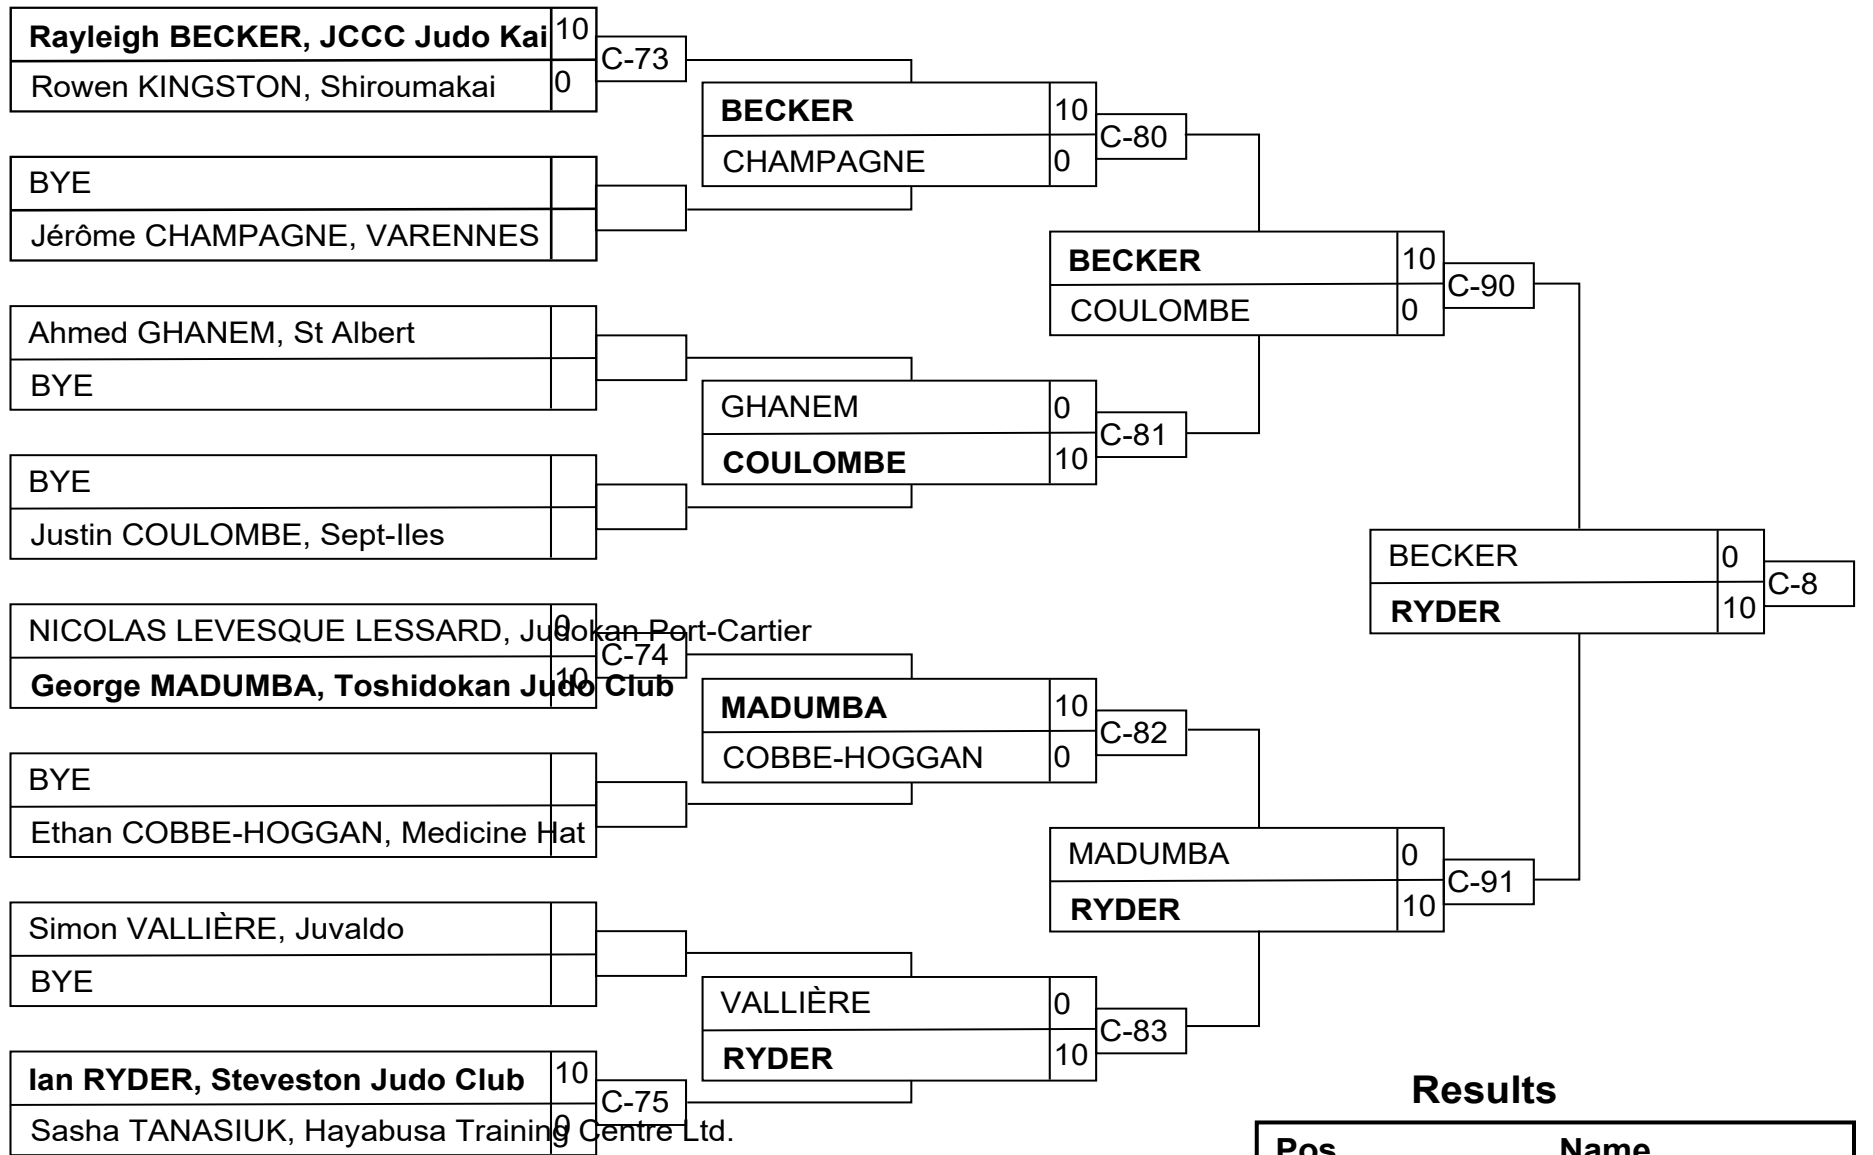 Rayleigh BECKER, JCCC Judo Kai 10
Rowen KINGSTON, Shiroumakai 0
C-73
BYE
Jérôme CHAMPAGNE, VARENNES
Ahmed GHANEM, St Albert
BYE
BYE
Justin COULOMBE, Sept-Iles
NICOLAS LEVESQUE LESSARD, Judokan Port-Cartier 0
George MADUMBA, Toshidokan Judo Club 10
C-74
BYE
Ethan COBBE-HOGGAN, Medicine Hat
Simon VALLIÈRE, Juvaldo
BYE
Ian RYDER, Steveston Judo Club 10
Sasha TANASIUK, Hayabusa Training Centre Ltd. 0
C-75
BECKER 10
CHAMPAGNE 0
C-80
GHANEM 0
COULOMBE 10
C-81
MADUMBA 10
COBBE-HOGGAN 0
C-82
VALLIÈRE 0
RYDER 10
C-83
BECKER 10
COULOMBE 0
C-90
MADUMBA 0
RYDER 10
C-91
BECKER 0
RYDER 10
C-8
Results
Pos Name